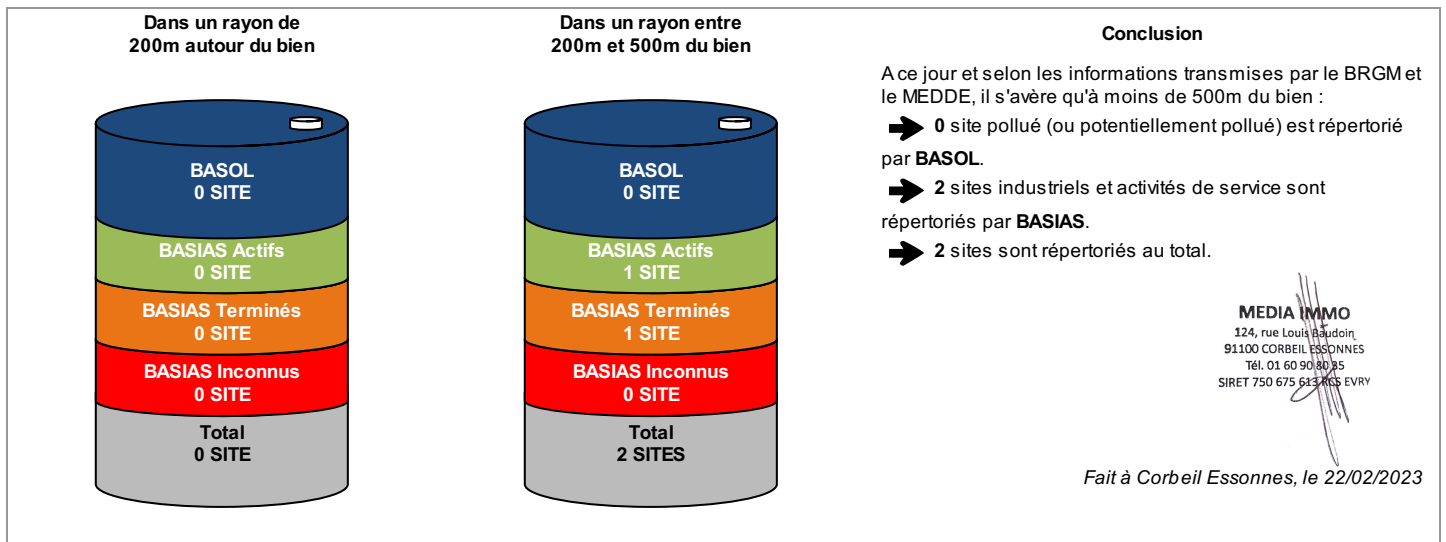 Dans un rayon de
200m autour du bien
BASOL
0 SITE
BASIAS Actifs
0 SITE
BASIAS Terminés
0 SITE
BASIAS Inconnus
0 SITE
Total
0 SITE
Dans un rayon entre
200m et 500m du bien
BASOL
0 SITE
BASIAS Actifs
1 SITE
BASIAS Terminés
1 SITE
BASIAS Inconnus
0 SITE
Total
2 SITES
Conclusion
A ce jour et selon les informations transmises par le BRGM et
le MEDDE, il s'avère qu'à moins de 500m du bien :
0 site pollué (ou potentiellement pollué) est répertorié
par BASOL.
2 sites industriels et activités de service sont
répertoriés par BASIAS.
2 sites sont répertoriés au total.
MEDIA IMMO
124, rue Louis Baudoin
91100 CORBEIL ESSONNES
Tél. 01 60 90 80 85
SIRET 750 675 613 RCS EVRY
Fait à Corbeil Essonnes, le 22/02/2023